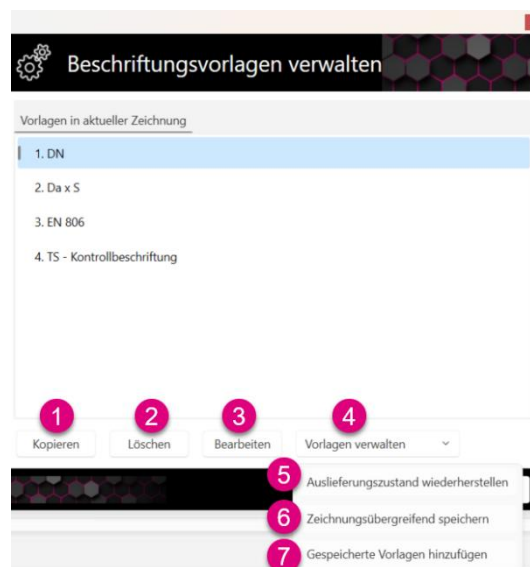 Beschriftungsvorlagen verwalten
Vorlagen in aktueller Zeichnung
1. DN
2. Da x S
3. EN 806
4. TS - Kontrollbeschriftung
1 2 3 4
Kopieren Löschen Bearbeiten Vorlagen verwalten
5 Auslieferungszustand wiederherstellen
6 Zeichnungsübergreifend speichern
7 Gespeicherte Vorlagen hinzufügen